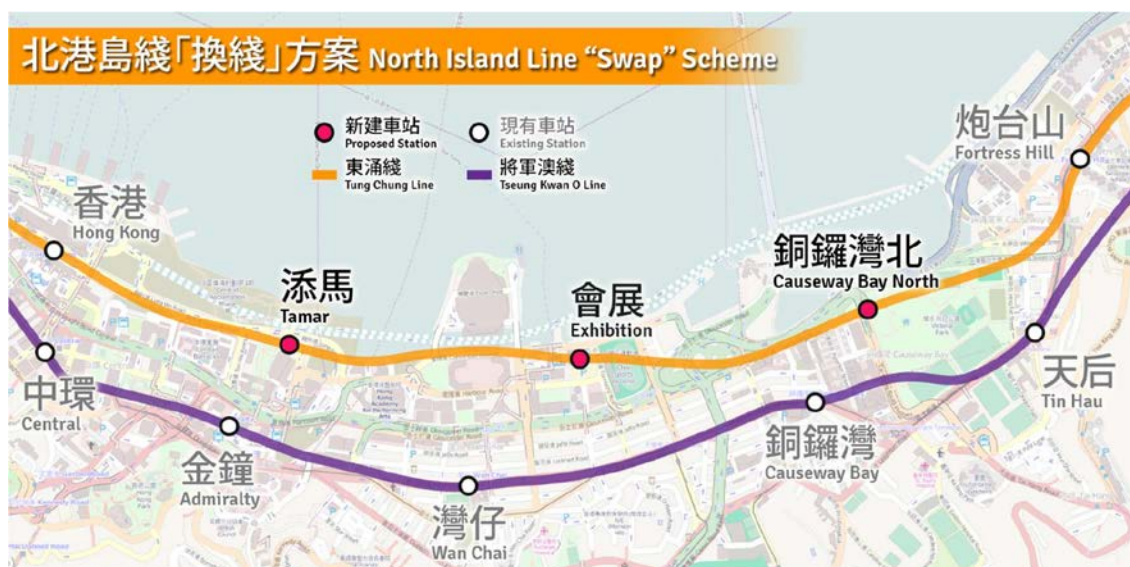 北港島綫「換綫」方案 North Island Line “Swap” Scheme
新建車站
Proposed Station
現有車站
Existing Station
東涌綫
Tung Chung Line
將軍澳綫
Tseung Kwan O Line
炮台山
Fortress Hill
香港
Hong Kong
添馬
Tamar
會展
Exhibition
銅鑼灣北
Causeway Bay North
中環
Central
金鐘
Admiralty
灣仔
Wan Chai
銅鑼灣
Causeway Bay
天后
Tin Hau